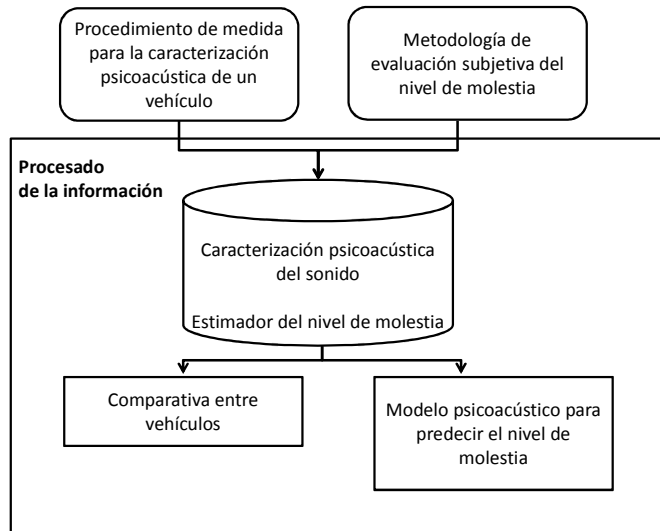 Procedimiento de medida
para la caracterización
psicoacústica de un
vehículo
Metodología de
evaluación subjetiva del
nivel de molestia
Procesado
de la información
Caracterización psicoacústica
del sonido
Estimador del nivel de molestia
Comparativa entre
vehículos
Modelo psicoacústico para
predecir el nivel de
molestia